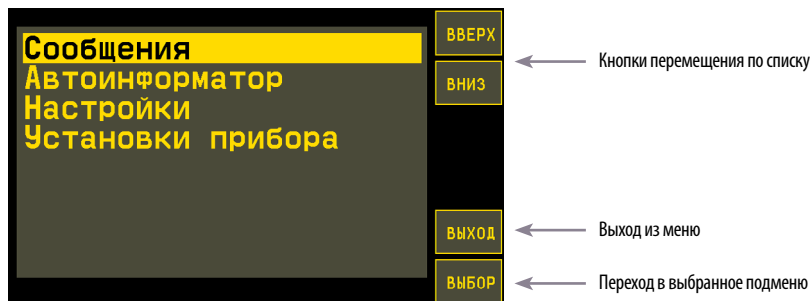 Сообщения
Автоинформатор
Настройки
Установки прибора
ВВЕРХ
ВНИЗ
ВЫХОД
ВЫБОР
Кнопки перемещения по списку
Выход из меню
Переход в выбранное подменю